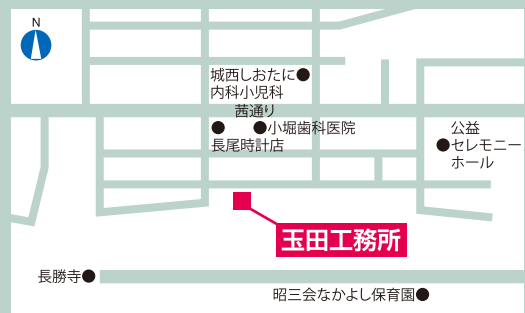 N
城西しおたに
内科小児科
茜通り
小堀歯科医院
長尾時計店
公益
セレモニー
ホール
玉田工務所
長勝寺
昭三会なかよし保育園